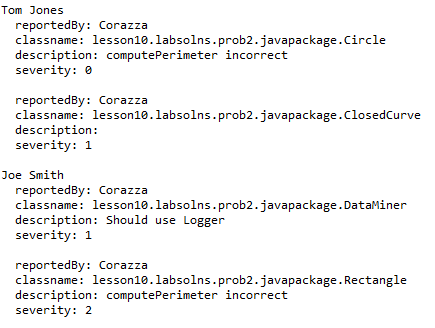 Tom Jones
  reportedBy: Corazza
  classname: lesson10.labsolns.prob2.javapackage.Circle
  description: computePerimeter incorrect
  severity: 0

  reportedBy: Corazza
  classname: lesson10.labsolns.prob2.javapackage.ClosedCurve
  description:
  severity: 1

Joe Smith
  reportedBy: Corazza
  classname: lesson10.labsolns.prob2.javapackage.DataMiner
  description: Should use Logger
  severity: 1

  reportedBy: Corazza
  classname: lesson10.labsolns.prob2.javapackage.Rectangle
  description: computePerimeter incorrect
  severity: 2